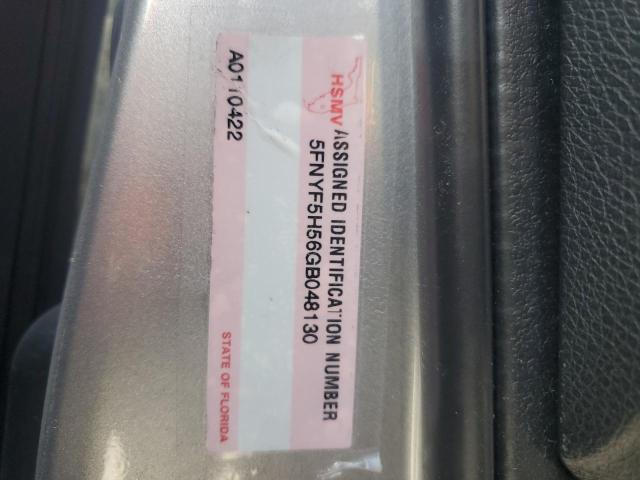 HSMV ASSIGNED IDENTIFICATION NUMBER
5FNYF5H56GB048130
A0110422
STATE OF FLORIDA